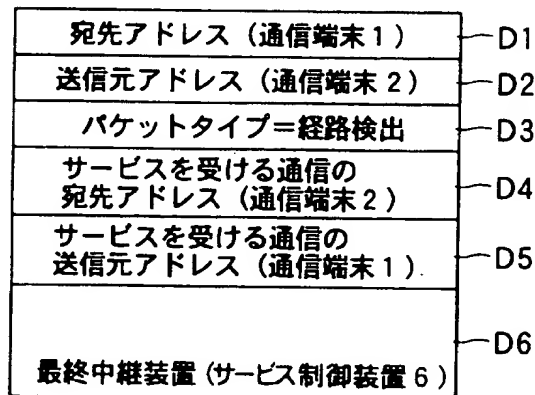 宛先アドレス（通信端末1） D1
送信元アドレス（通信端末2） D2
パケットタイプ＝経路検出 D3
サービスを受ける通信の
宛先アドレス（通信端末2） D4
サービスを受ける通信の
送信元アドレス（通信端末1）. D5
D6
最終中継装置（サービス制御装置6）